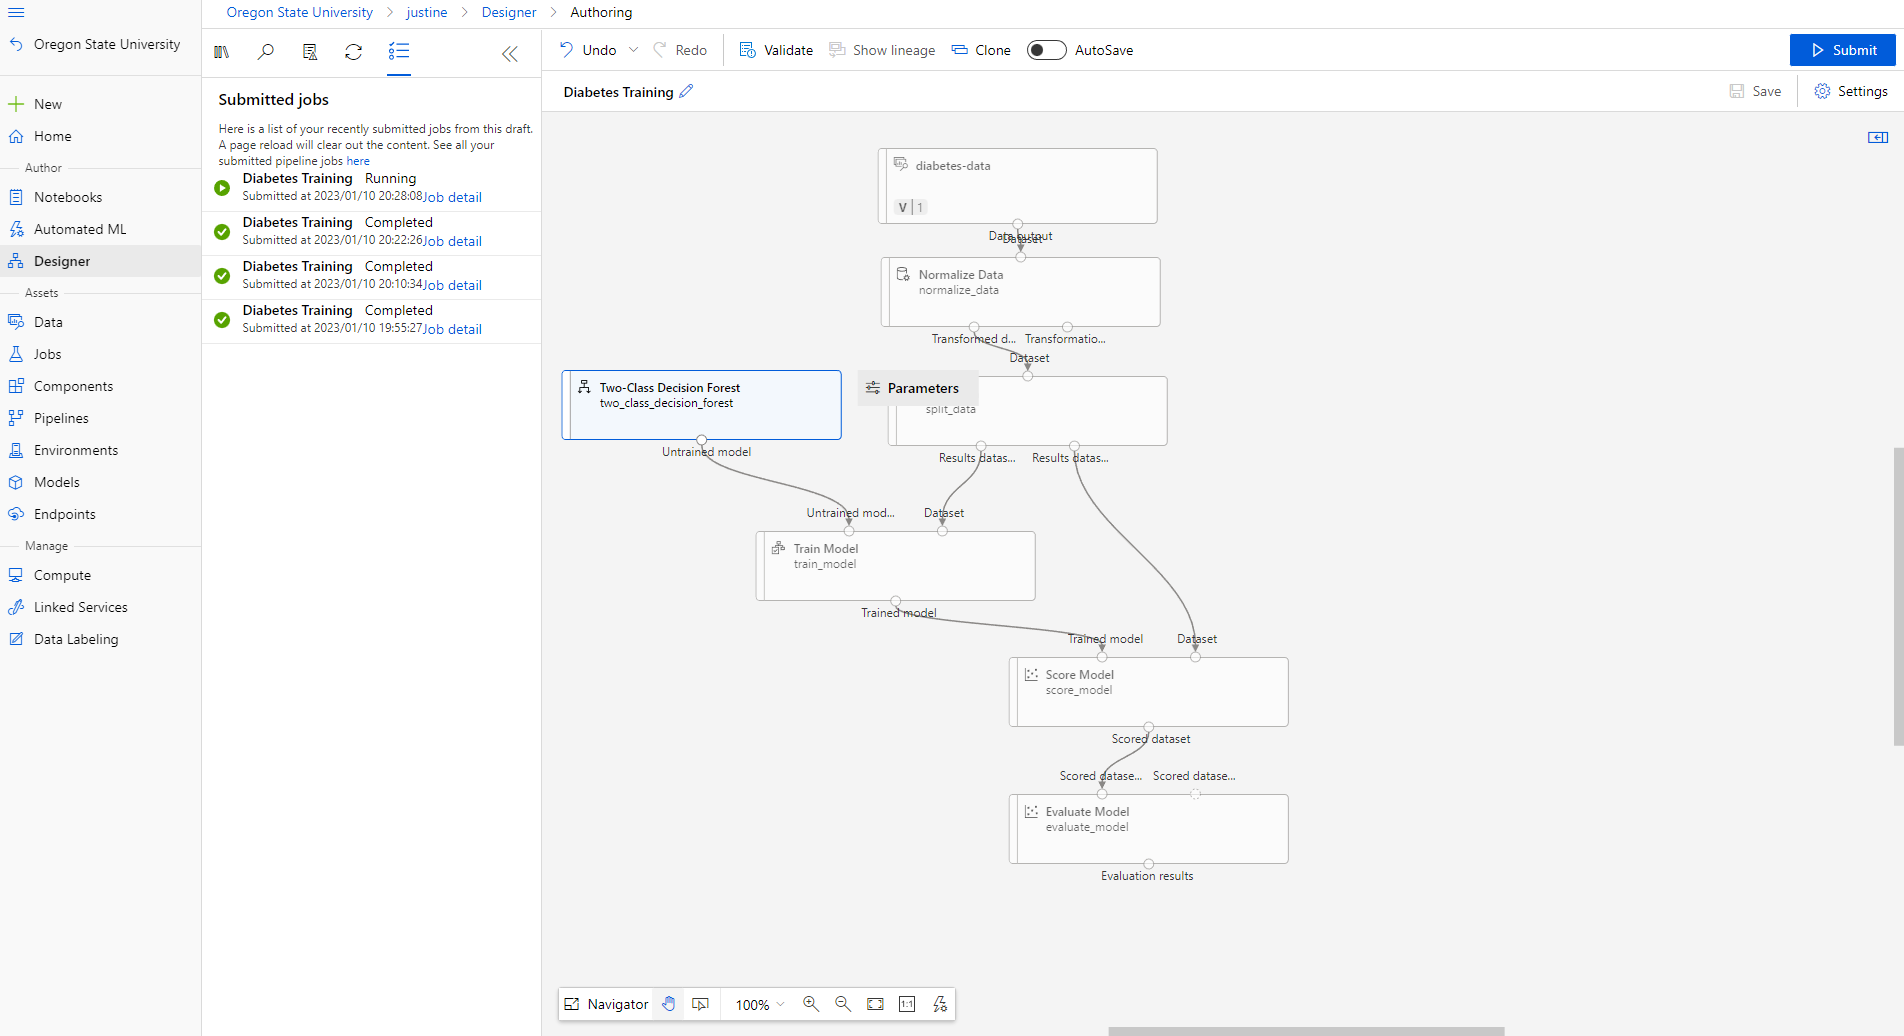 Oregon State University > justine > Designer > Authoring
Oregon State University
New
Home
Author
Notebooks
Automated ML
Designer
Assets
Data
Jobs
Components
Pipelines
Environments
Models
Endpoints
Manage
Compute
Linked Services
Data Labeling
Submitted jobs
Here is a list of your recently submitted jobs from this draft.
A page reload will clear out the content. See all your
submitted pipeline jobs here
Diabetes Training Running
Submitted at 2023/01/10 20:28:08 Job detail
Diabetes Training Completed
Submitted at 2023/01/10 20:22:26 Job detail
Diabetes Training Completed
Submitted at 2023/01/10 20:10:34 Job detail
Diabetes Training Completed
Submitted at 2023/01/10 19:55:27 Job detail
Undo Redo Validate Show lineage Clone AutoSave Submit
Diabetes Training Save Settings
diabetes-data
V 1
Data output
Dataset
Normalize Data
normalize_data
Transformed d... Transformatio...
Dataset
Two-Class Decision Forest
two_class_decision_forest
Untrained model
Parameters
split_data
Results datas... Results datas...
Untrained mod... Dataset
Train Model
train_model
Trained model
Trained model Dataset
Score Model
score_model
Scored dataset
Scored datase... Scored datase...
Evaluate Model
evaluate_model
Evaluation results
Navigator 100% 1:1